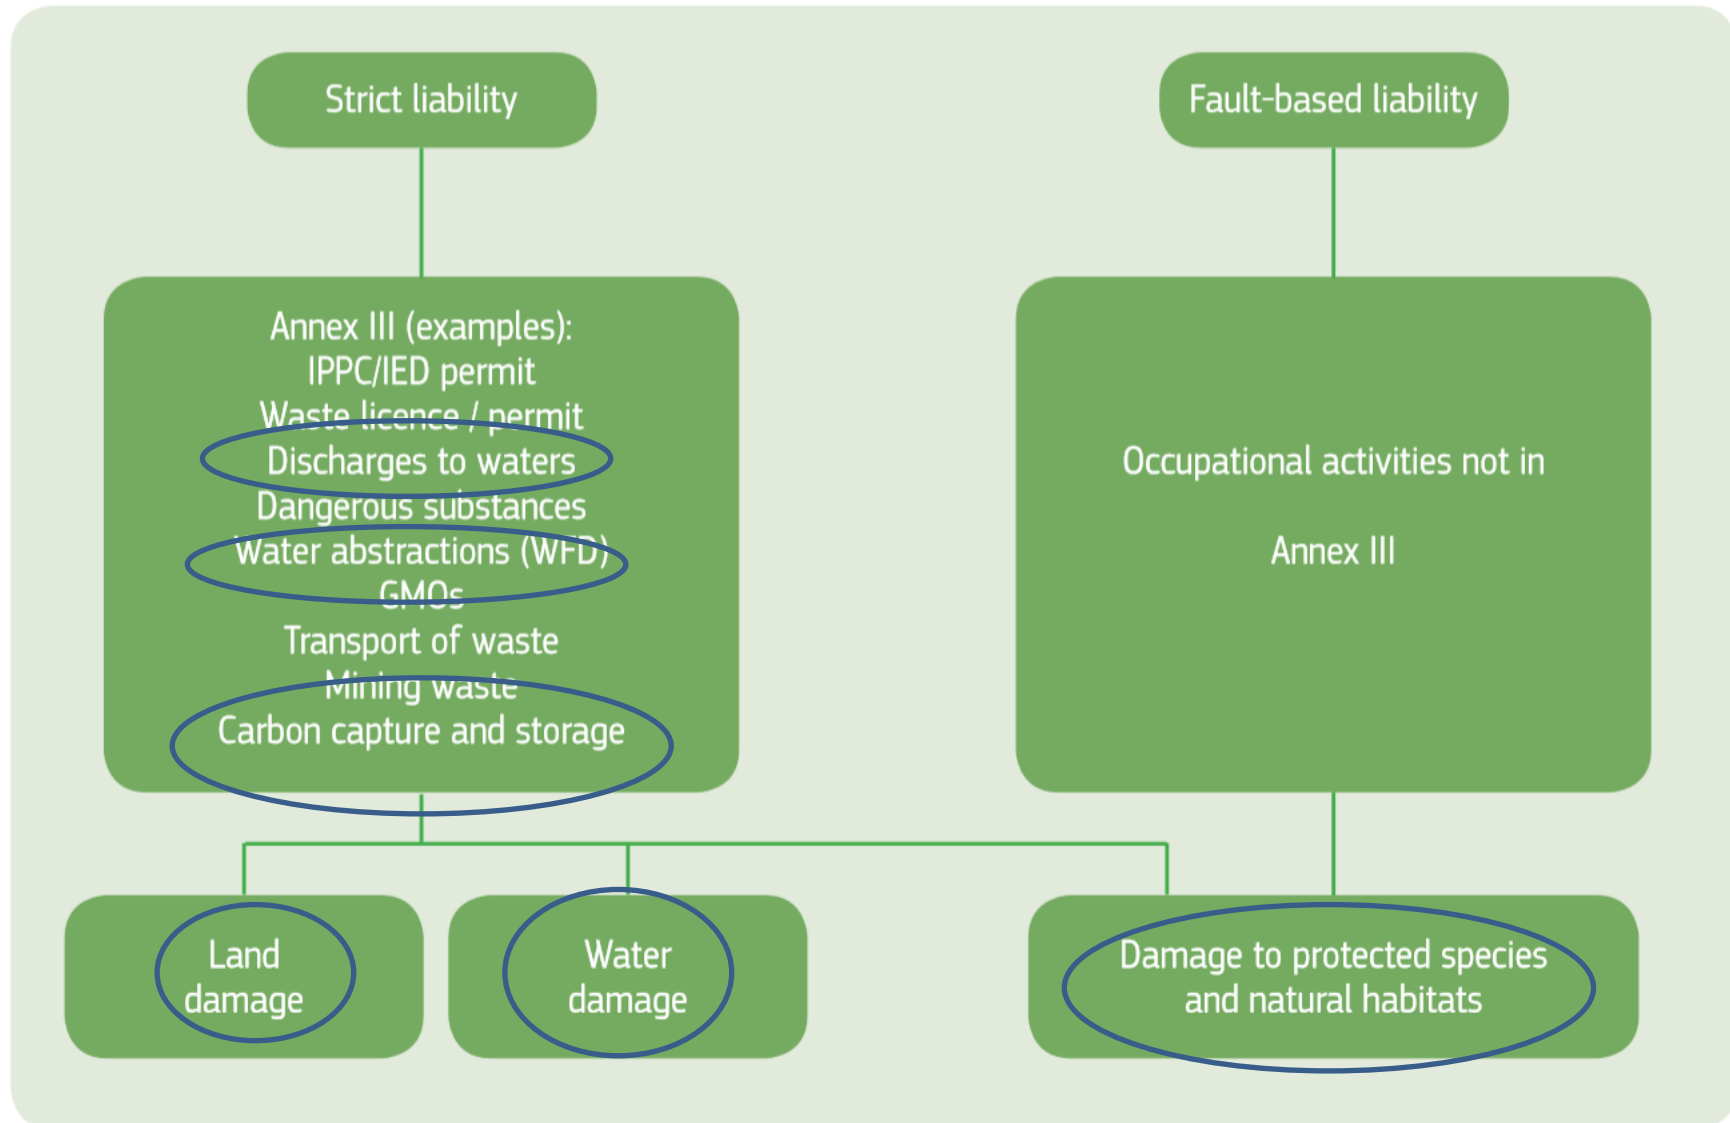 Strict liability
Fault-based liability
Annex III (examples):
IPPC/IED permit
Waste licence / permit
Discharges to waters
Dangerous substances
Water abstractions (WFD)
GMOs
Transport of waste
Mining waste
Carbon capture and storage
Occupational activities not in
Annex III
Land
damage
Water
damage
Damage to protected species
and natural habitats